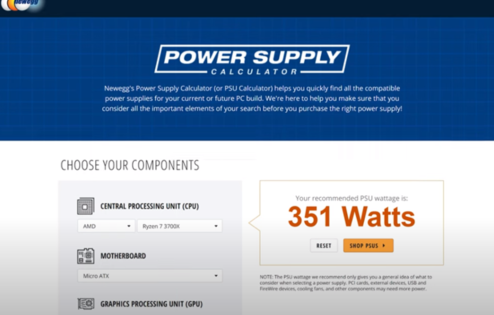 newegg
POWER SUPPLY
CALCULATOR
Newegg's Power Supply Calculator (or PSU Calculator) helps you quickly find all the compatible
power supplies for your current or future PC build. We're here to help you make sure that you
consider all the important elements of your search before you purchase the right power supply!
CHOOSE YOUR COMPONENTS
CENTRAL PROCESSING UNIT (CPU)
AMD Ryzen 7 3700X
MOTHERBOARD
Micro ATX
GRAPHICS PROCESSING UNIT (GPU)
Your recommended PSU wattage is:
351 Watts
RESET SHOP PSUS
NOTE: The PSU wattage we recommend only gives you a general idea of what to
consider when selecting a power supply. PCI cards, external devices, USB and
FireWire devices, cooling fans, and other components may need more power.